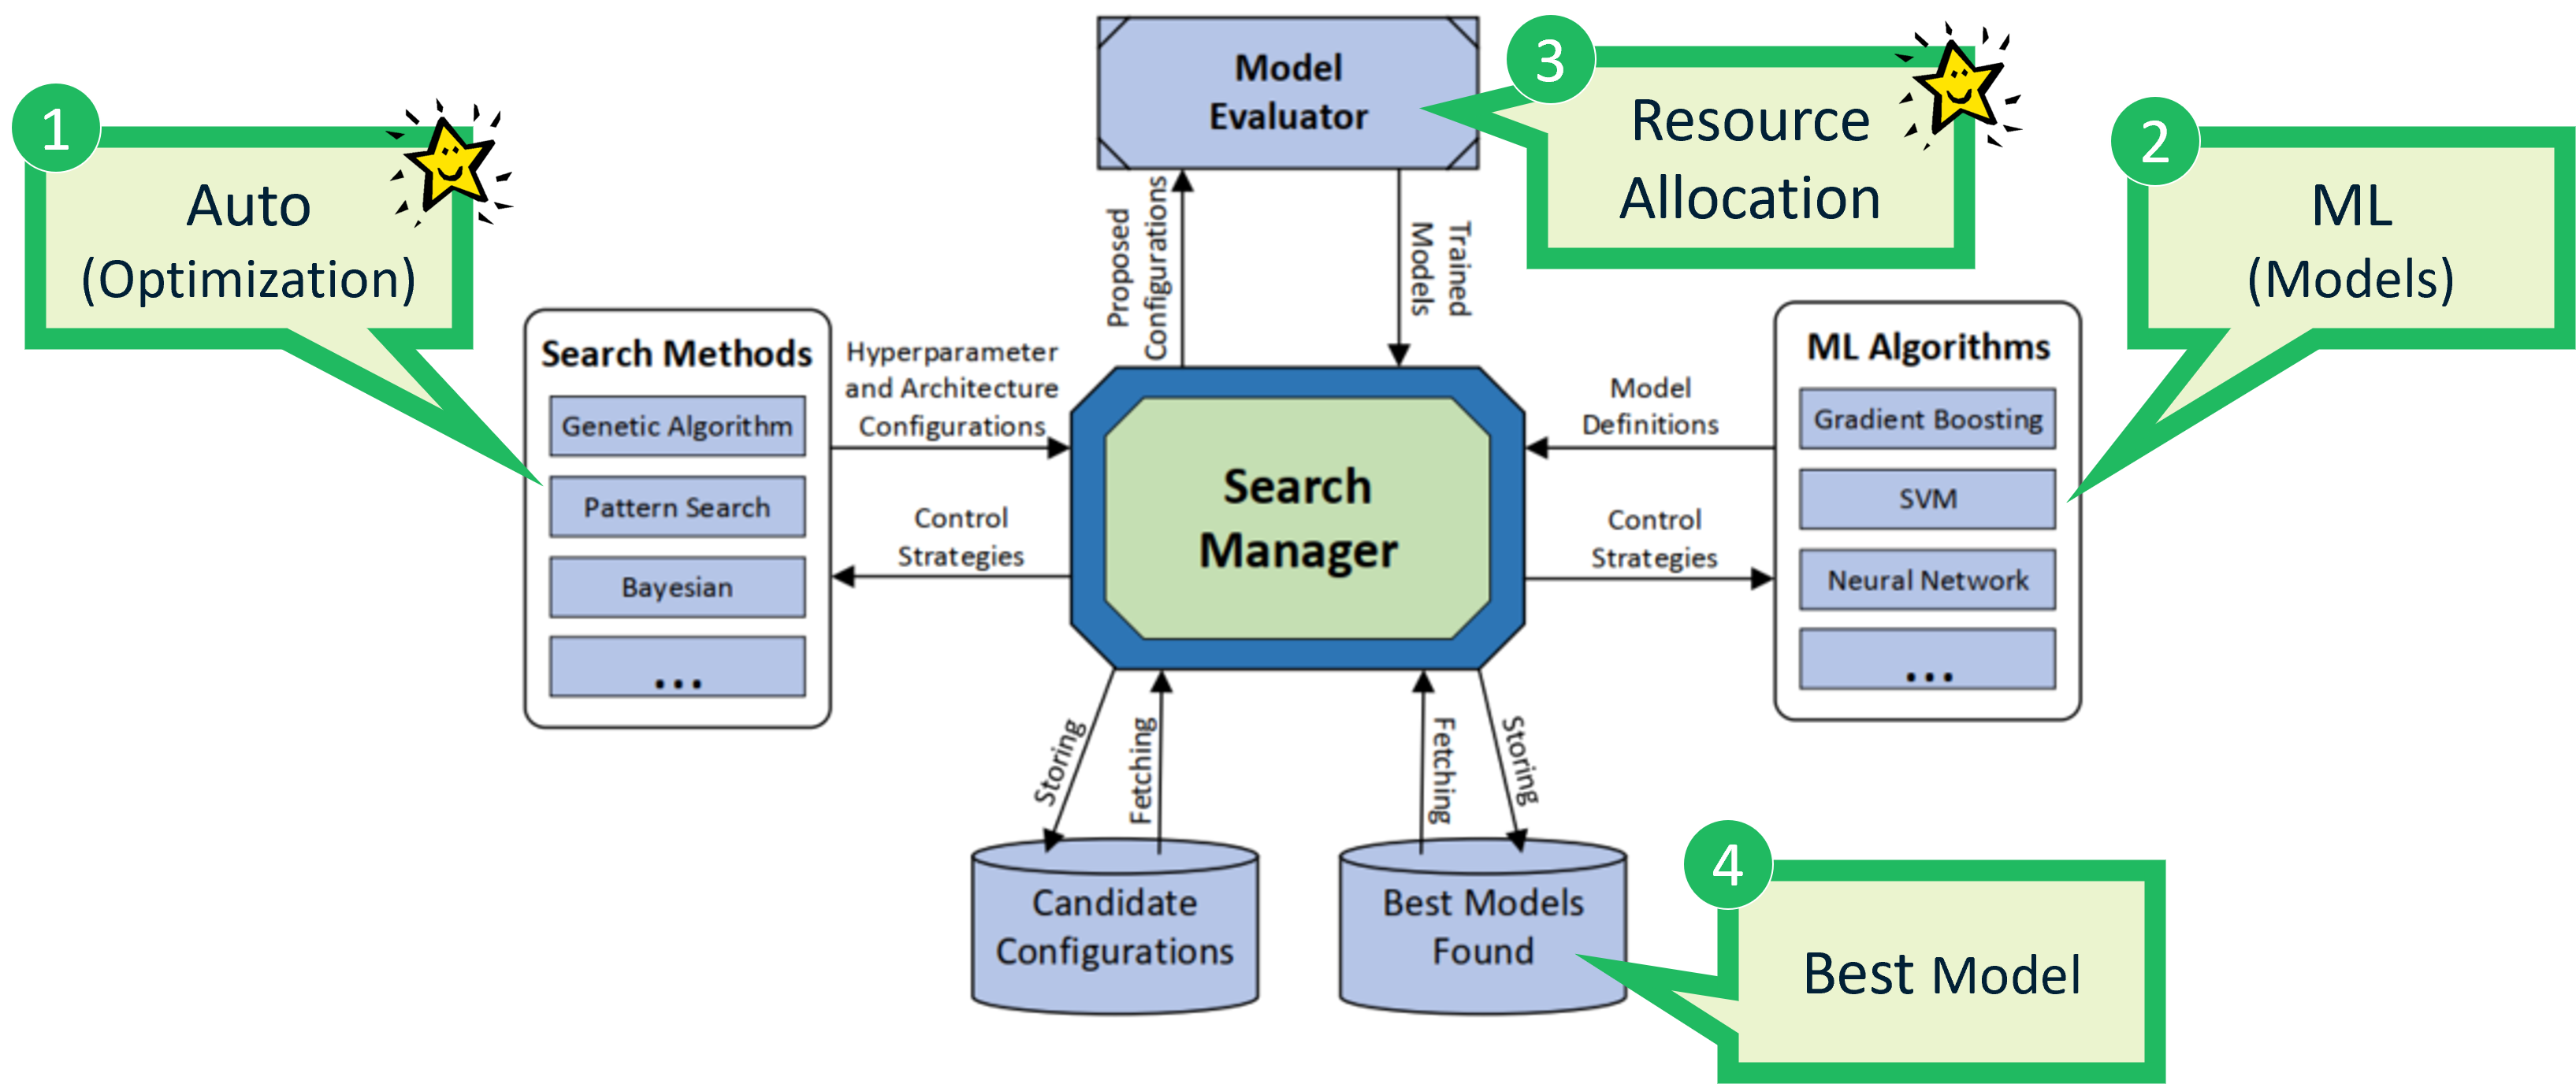 1
Auto
(Optimization)
Model
Evaluator
3
Resource
Allocation
2
ML
(Models)
Proposed
Configurations
Trained
Models
Search Methods
Genetic Algorithm
Pattern Search
Bayesian
...
Hyperparameter
and Architecture
Configurations
Control
Strategies
Search
Manager
Model
Definitions
Control
Strategies
ML Algorithms
Gradient Boosting
SVM
Neural Network
...
Storing
Fetching
Fetching
Storing
Candidate
Configurations
Best Models
Found
4
Best Model